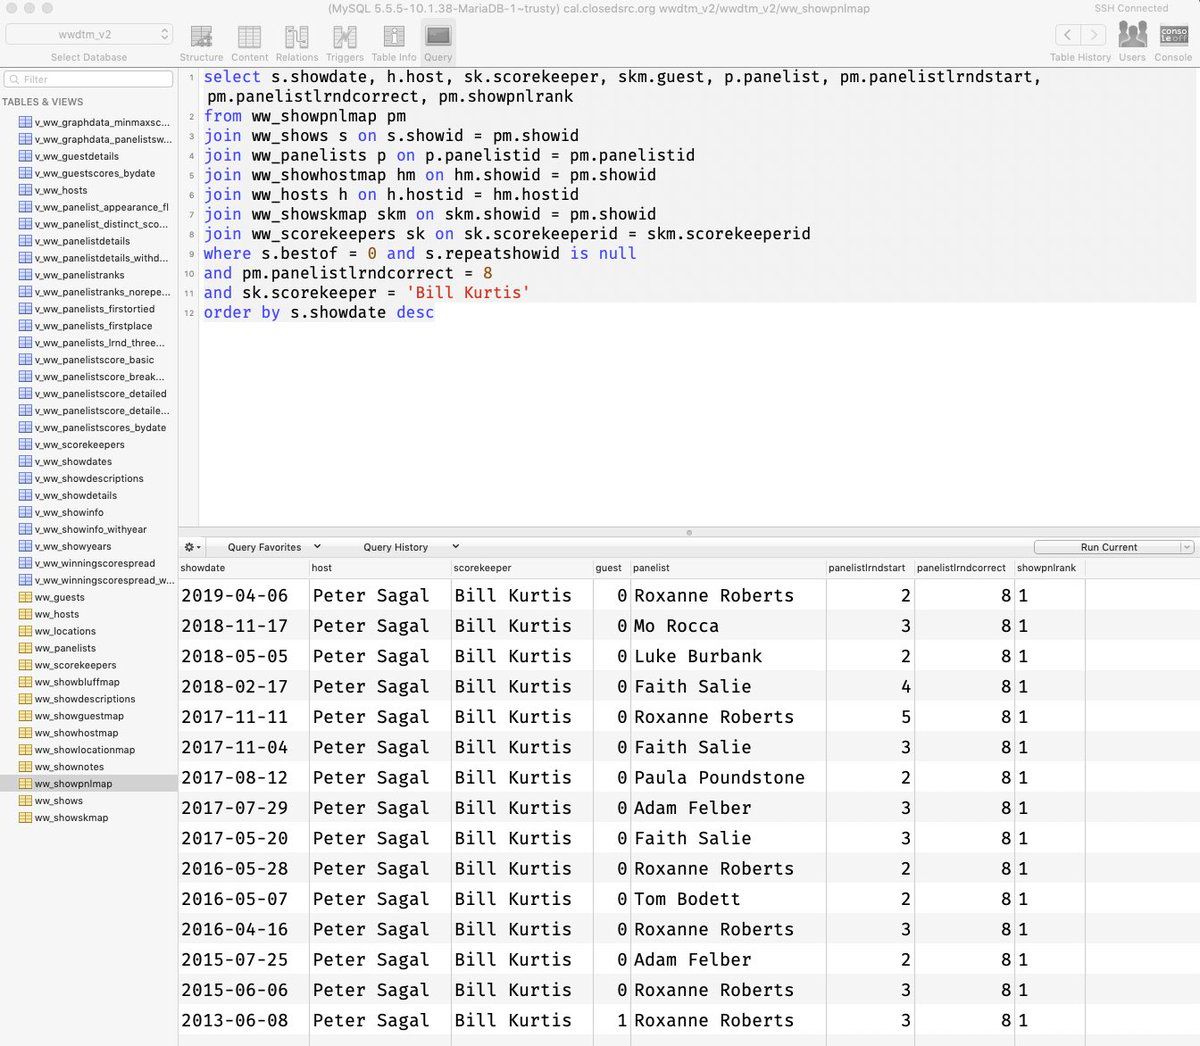 (MySQL 5.5.5-10.1.38-MariaDB-1~trusty) cal.closedsrc.org wwdtm_v2/wwdtm_v2/ww_showpnlmap
SSH Connected
wwdtm_v2
Select Database
Structure
Content
Relations
Triggers
Table Info
Query
Table History
Users
conso
le off
Console
Filter
TABLES & VIEWS
v_ww_graphdata_minmaxsc...
v_ww_graphdata_panelistsw...
v_ww_guestdetails
v_ww_guestscores_bydate
v_ww_hosts
v_ww_panelist_appearance_fl
v_ww_panelist_distinct_sco...
v_ww_panelistdetails
v_ww_panelistdetails_withd...
v_ww_panelistranks
v_ww_panelistranks_norepe...
v_ww_panelists_firstortied
v_ww_panelists_firstplace
v_ww_panelists_lrnd_three...
v_ww_panelistscore_basic
v_ww_panelistscore_break...
v_ww_panelistscore_detailed
v_ww_panelistscore_detaile...
v_ww_panelistscores_bydate
v_ww_scorekeepers
v_ww_showdates
v_ww_showdescriptions
v_ww_showdetails
v_ww_showinfo
v_ww_showinfo_withyear
v_ww_showyears
v_ww_winningscorespread
v_ww_winningscorespread_w...
ww_guests
ww_hosts
ww_locations
ww_panelists
ww_scorekeepers
ww_showbluffmap
ww_showdescriptions
ww_showguestmap
ww_showhostmap
ww_showlocationmap
ww_shownotes
ww_showpnlmap
ww_shows
ww_showskmap
1 select s.showdate, h.host, sk.scorekeeper, skm.guest, p.panelist, pm.panelistlrndstart,
pm.panelistlrndcorrect, pm.showpnlrank
2 from ww_showpnlmap pm
3 join ww_shows s on s.showid = pm.showid
4 join ww_panelists p on p.panelistid = pm.panelistid
5 join ww_showhostmap hm on hm.showid = pm.showid
6 join ww_hosts h on h.hostid = hm.hostid
7 join ww_showskmap skm on skm.showid = pm.showid
8 join ww_scorekeepers sk on sk.scorekeeperid = skm.scorekeeperid
9 where s.bestof = 0 and s.repeatshowid is null
10 and pm.panelistlrndcorrect = 8
11 and sk.scorekeeper = 'Bill Kurtis'
12 order by s.showdate desc
Query Favorites
Query History
Run Current
showdate host scorekeeper guest panelist panelistlrndstart panelistlrndcorrect showpnlrank
2019-04-06 Peter Sagal Bill Kurtis 0 Roxanne Roberts 2 8 1
2018-11-17 Peter Sagal Bill Kurtis 0 Mo Rocca 3 8 1
2018-05-05 Peter Sagal Bill Kurtis 0 Luke Burbank 2 8 1
2018-02-17 Peter Sagal Bill Kurtis 0 Faith Salie 4 8 1
2017-11-11 Peter Sagal Bill Kurtis 0 Roxanne Roberts 5 8 1
2017-11-04 Peter Sagal Bill Kurtis 0 Faith Salie 3 8 1
2017-08-12 Peter Sagal Bill Kurtis 0 Paula Poundstone 2 8 1
2017-07-29 Peter Sagal Bill Kurtis 0 Adam Felber 3 8 1
2017-05-20 Peter Sagal Bill Kurtis 0 Faith Salie 3 8 1
2016-05-28 Peter Sagal Bill Kurtis 0 Roxanne Roberts 2 8 1
2016-05-07 Peter Sagal Bill Kurtis 0 Tom Bodett 2 8 1
2016-04-16 Peter Sagal Bill Kurtis 0 Roxanne Roberts 3 8 1
2015-07-25 Peter Sagal Bill Kurtis 0 Adam Felber 2 8 1
2015-06-06 Peter Sagal Bill Kurtis 0 Roxanne Roberts 3 8 1
2013-06-08 Peter Sagal Bill Kurtis 1 Roxanne Roberts 3 8 1